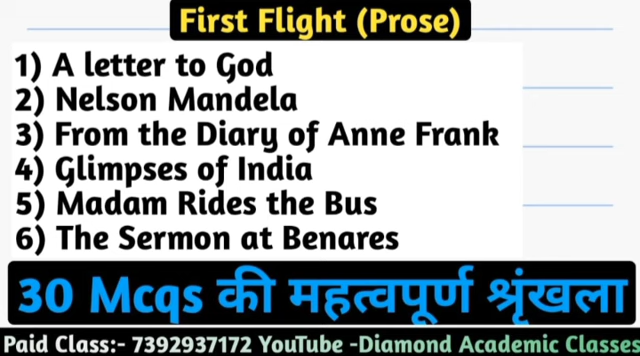 First Flight (Prose)
1) A letter to God
2) Nelson Mandela
3) From the Diary of Anne Frank
4) Glimpses of India
5) Madam Rides the Bus
6) The Sermon at Benares
30 Mcqs की महत्वपूर्ण श्रृंखला
Paid Class:- 7392937172 YouTube -Diamond Academic Classes